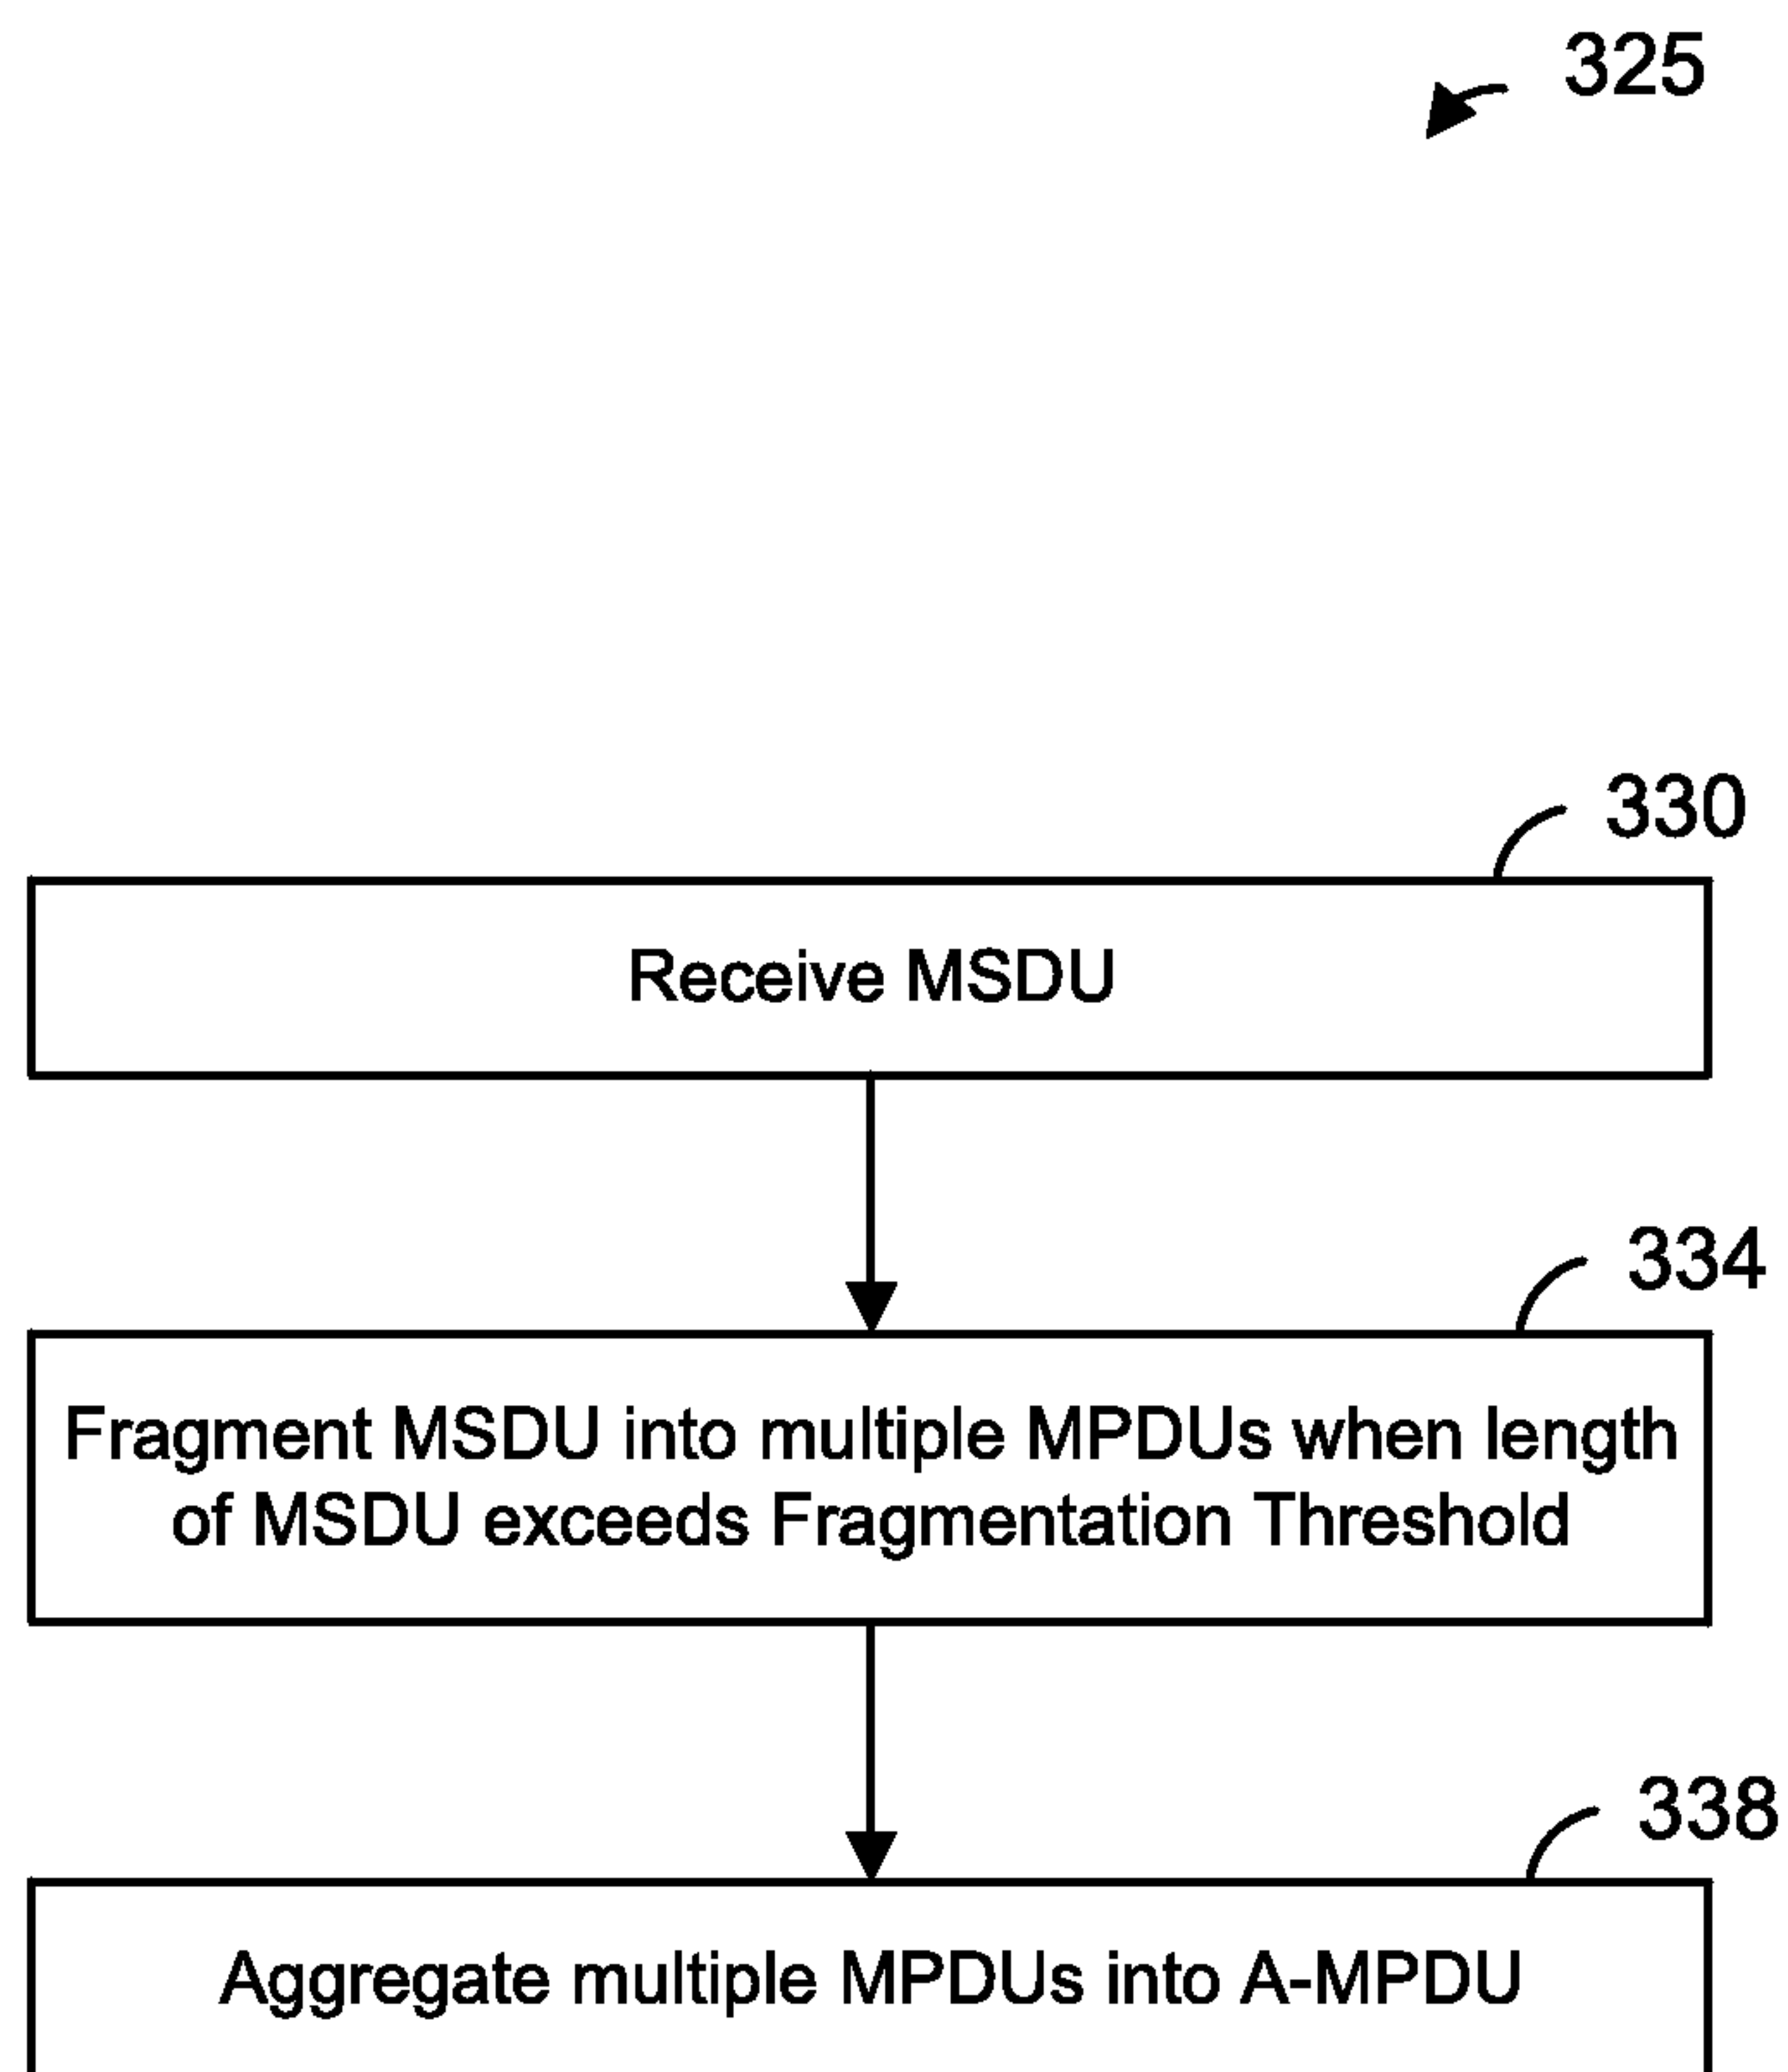 325
330
Receive MSDU
334
Fragment MSDU into multiple MPDUs when length
of MSDU exceeds Fragmentation Threshold
338
Aggregate multiple MPDUs into A-MPDU